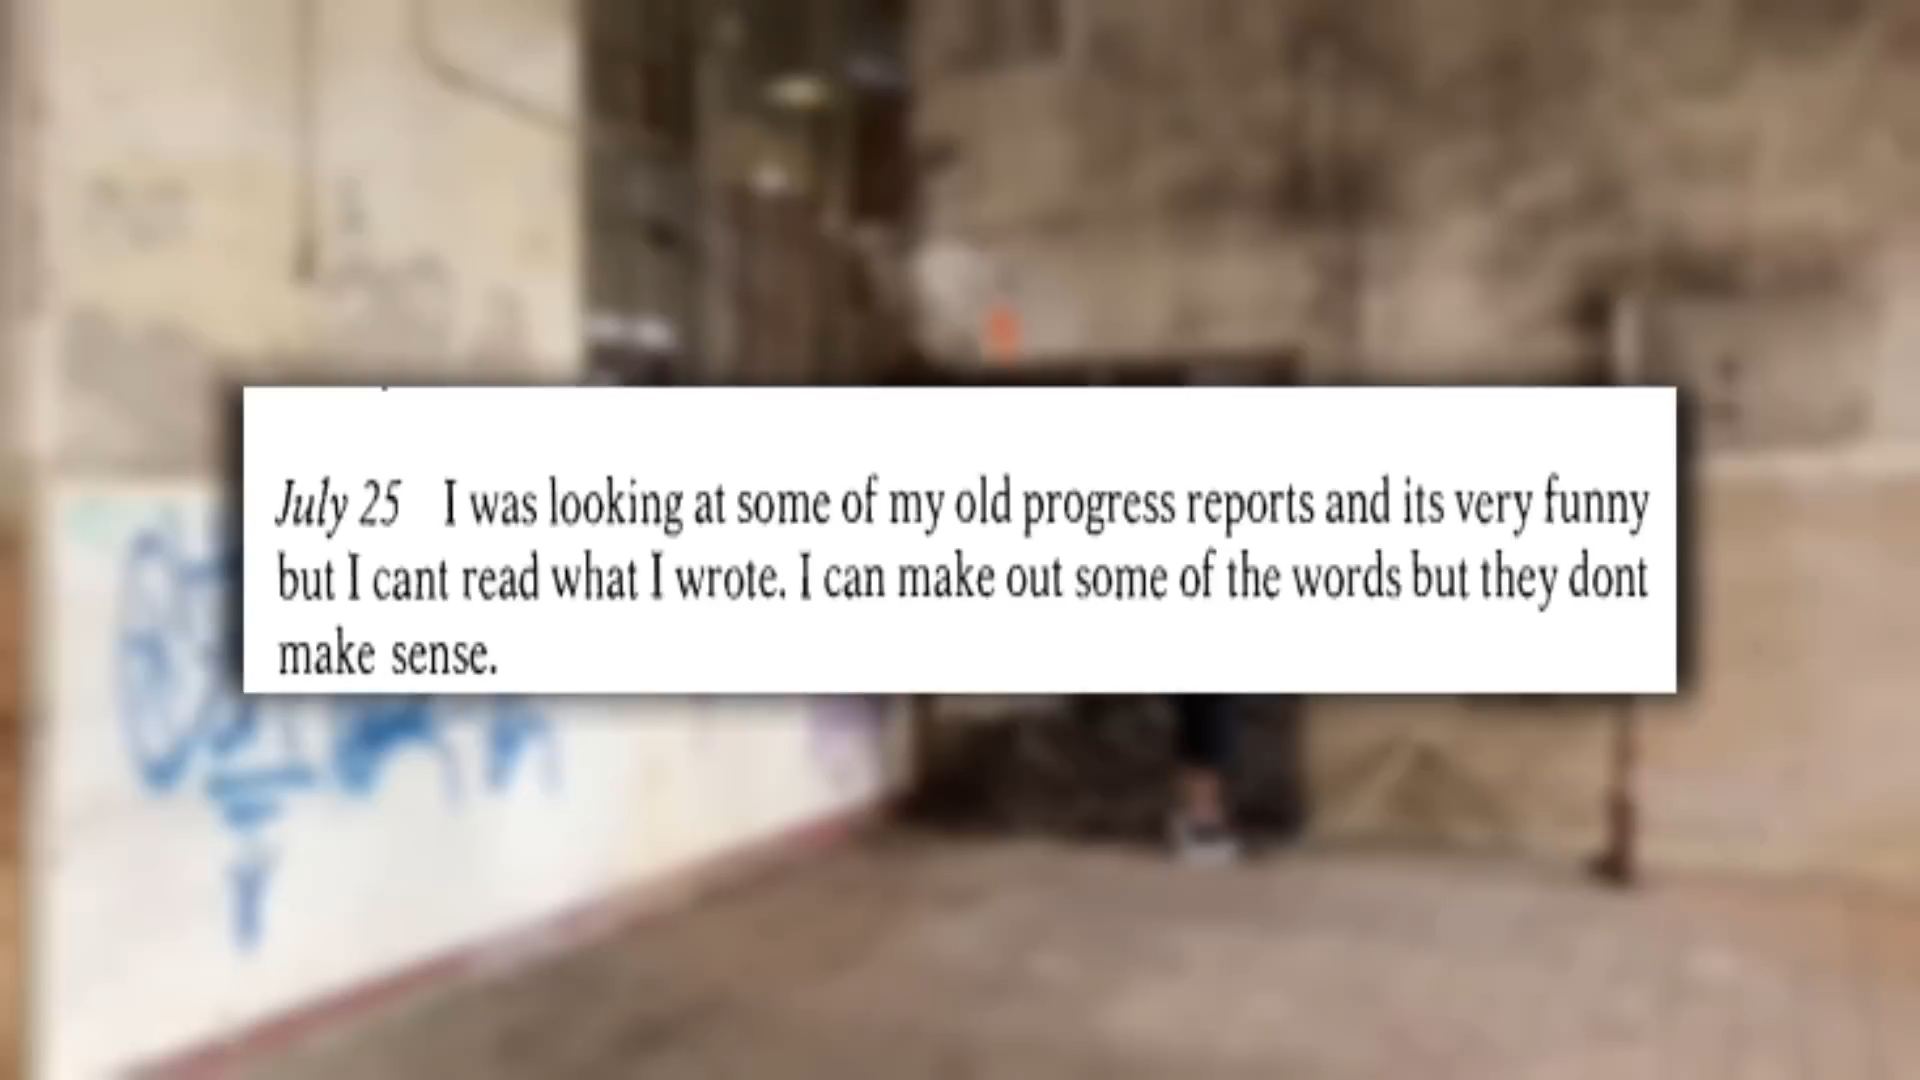 July 25 I was looking at some of my old progress reports and its very funny
but I cant read what I wrote. I can make out some of the words but they dont
make sense.